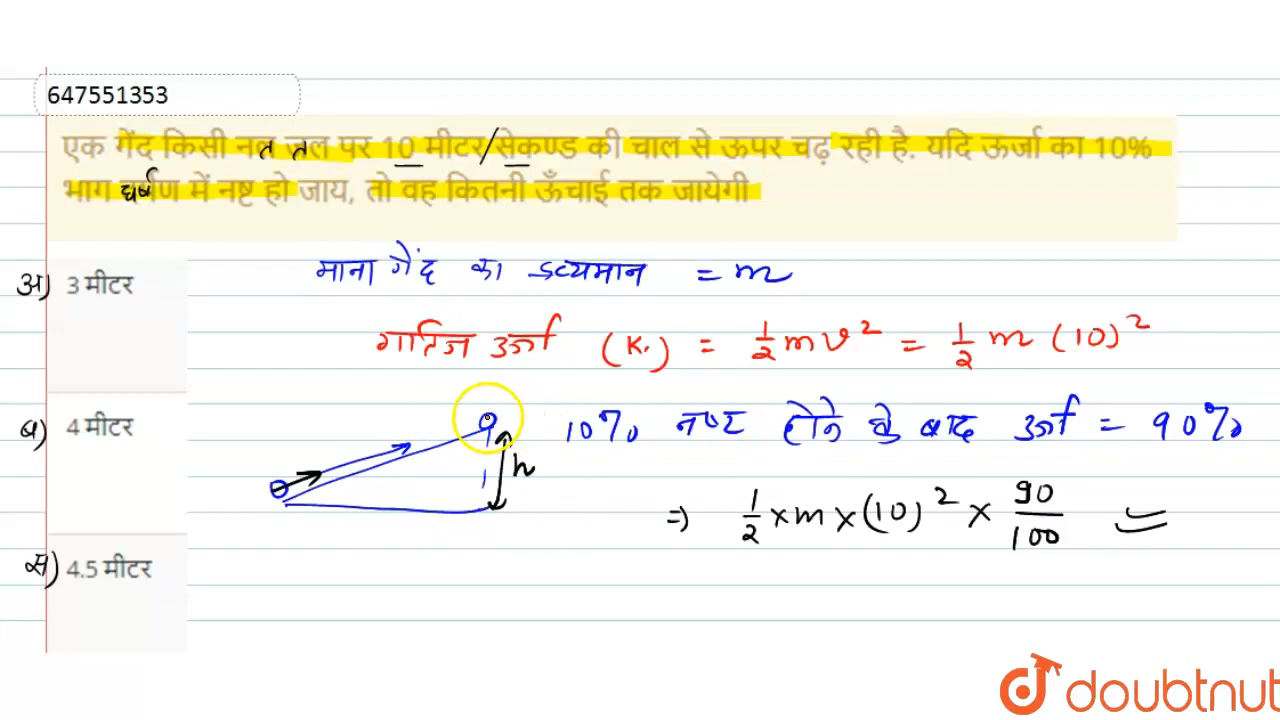 647551353
एक गेंद किसी नत तल पर 10 मीटर/सेकण्ड की चाल से ऊपर चढ़ रही है. यदि ऊर्जा का 10%
भाग घर्षण में नष्ट हो जाय, तो वह कितनी ऊँचाई तक जायेगी
माना गेंद का द्रव्यमान = m
अ) 3 मीटर
गतिज ऊर्जा (K.) = 1/2 mv² = 1/2 m (10)²
ब) 4 मीटर
10% नष्ट होने के बाद ऊर्जा = 90%
h
=> 1/2 × m × (10)² × 90/100
स) 4.5 मीटर
doubtnut